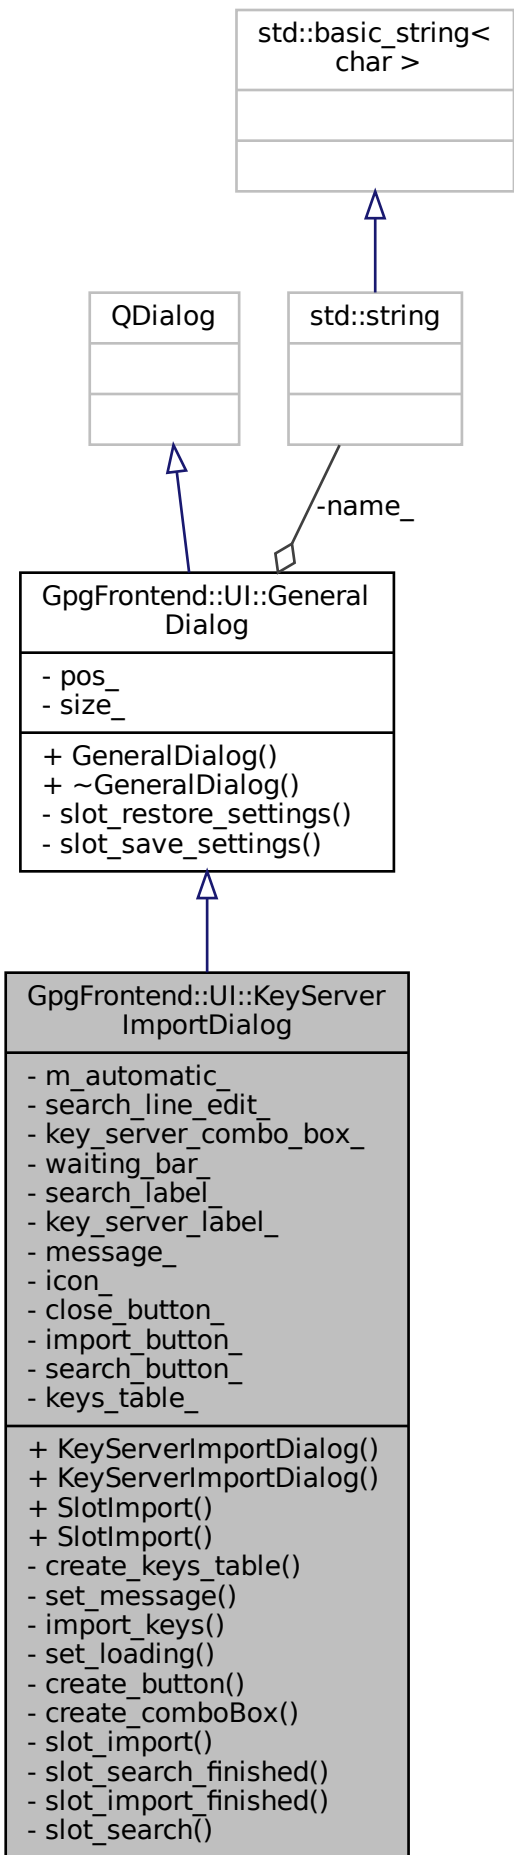 std::basic_string<
char >
QDialog
std::string
-name_
GpgFrontend::UI::General
Dialog
- pos_
- size_
+ GeneralDialog()
+ ~GeneralDialog()
- slot_restore_settings()
- slot_save_settings()
GpgFrontend::UI::KeyServer
ImportDialog
- m_automatic_
- search_line_edit_
- key_server_combo_box_
- waiting_bar_
- search_label_
- key_server_label_
- message_
- icon_
- close_button_
- import_button_
- search_button_
- keys_table_
+ KeyServerImportDialog()
+ KeyServerImportDialog()
+ SlotImport()
+ SlotImport()
- create_keys_table()
- set_message()
- import_keys()
- set_loading()
- create_button()
- create_comboBox()
- slot_import()
- slot_search_finished()
- slot_import_finished()
- slot_search()